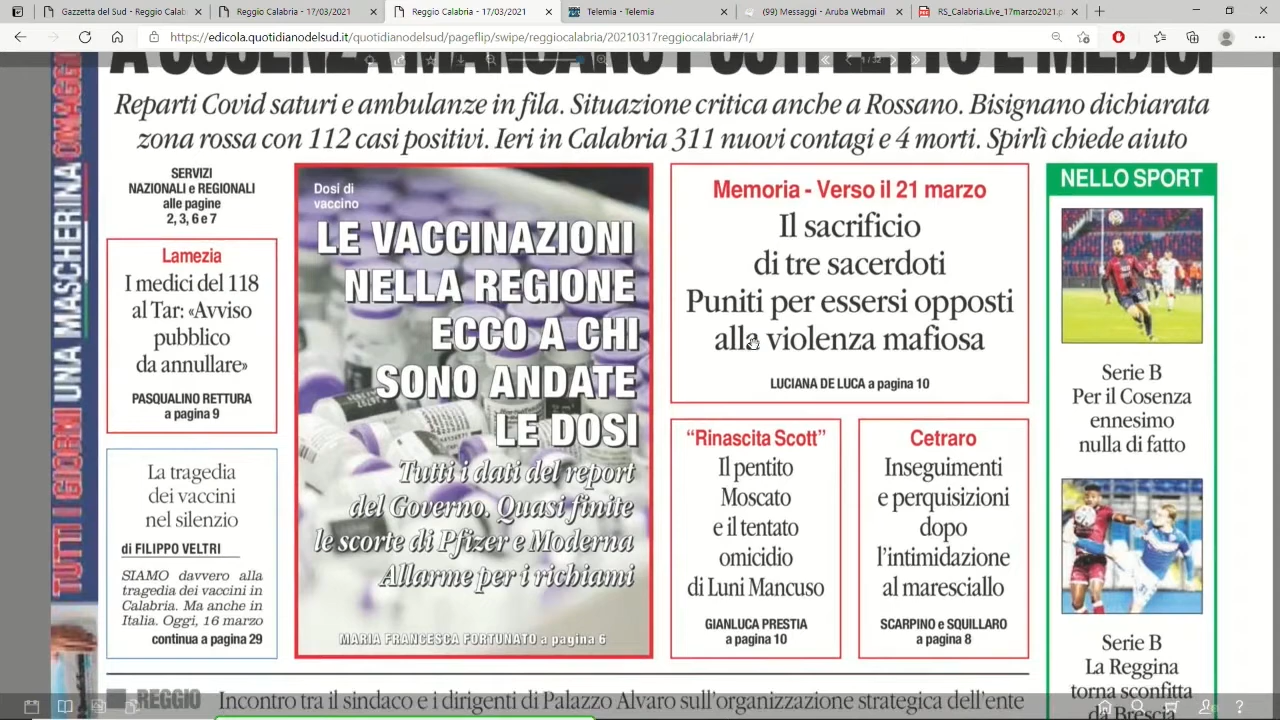 Gazzetta del Sud - Reggio Calab
Reggio Calabria - 17/03/2021
Reggio Calabria - 17/03/2021
Telemia - Telemia
(99) Messaggi - Aruba Webmail
RS_Calabria.Live_17marzo2021.p
https://edicola.quotidianodelsud.it/quotidianodelsud/pageflip/swipe/reggiocalabria/20210317reggiocalabria#/1/
A COSENZA MANCANO POSTI LETTO E MEDICI
1 / 32
Reparti Covid saturi e ambulanze in fila. Situazione critica anche a Rossano. Bisignano dichiarata
zona rossa con 112 casi positivi. Ieri in Calabria 311 nuovi contagi e 4 morti. Spirlì chiede aiuto
TUTTI I GIORNI UNA MASCHERINA OMAGGIO
SERVIZI
NAZIONALI e REGIONALI
alle pagine
2, 3, 6 e 7
Lamezia
I medici del 118
al Tar: «Avviso
pubblico
da annullare»
PASQUALINO RETTURA
a pagina 9
La tragedia
dei vaccini
nel silenzio
di FILIPPO VELTRI
SIAMO davvero alla
tragedia dei vaccini in
Calabria. Ma anche in
Italia. Oggi, 16 marzo
continua a pagina 29
Dosi di
vaccino
LE VACCINAZIONI
NELLA REGIONE
ECCO A CHI
SONO ANDATE
LE DOSI
Tutti i dati del report
del Governo. Quasi finite
le scorte di Pfizer e Moderna
Allarme per i richiami
MARIA FRANCESCA FORTUNATO a pagina 6
Memoria - Verso il 21 marzo
Il sacrificio
di tre sacerdoti
Puniti per essersi opposti
alla violenza mafiosa
LUCIANA DE LUCA a pagina 10
“Rinascita Scott”
Il pentito
Moscato
e il tentato
omicidio
di Luni Mancuso
GIANLUCA PRESTIA
a pagina 10
Cetraro
Inseguimenti
e perquisizioni
dopo
l’intimidazione
al maresciallo
SCARPINO e SQUILLARO
a pagina 8
NELLO SPORT
Serie B
Per il Cosenza
ennesimo
nulla di fatto
Serie B
La Reggina
torna sconfitta
da Brescia
REGGIO
Incontro tra il sindaco e i dirigenti di Palazzo Alvaro sull’organizzazione strategica dell’ente